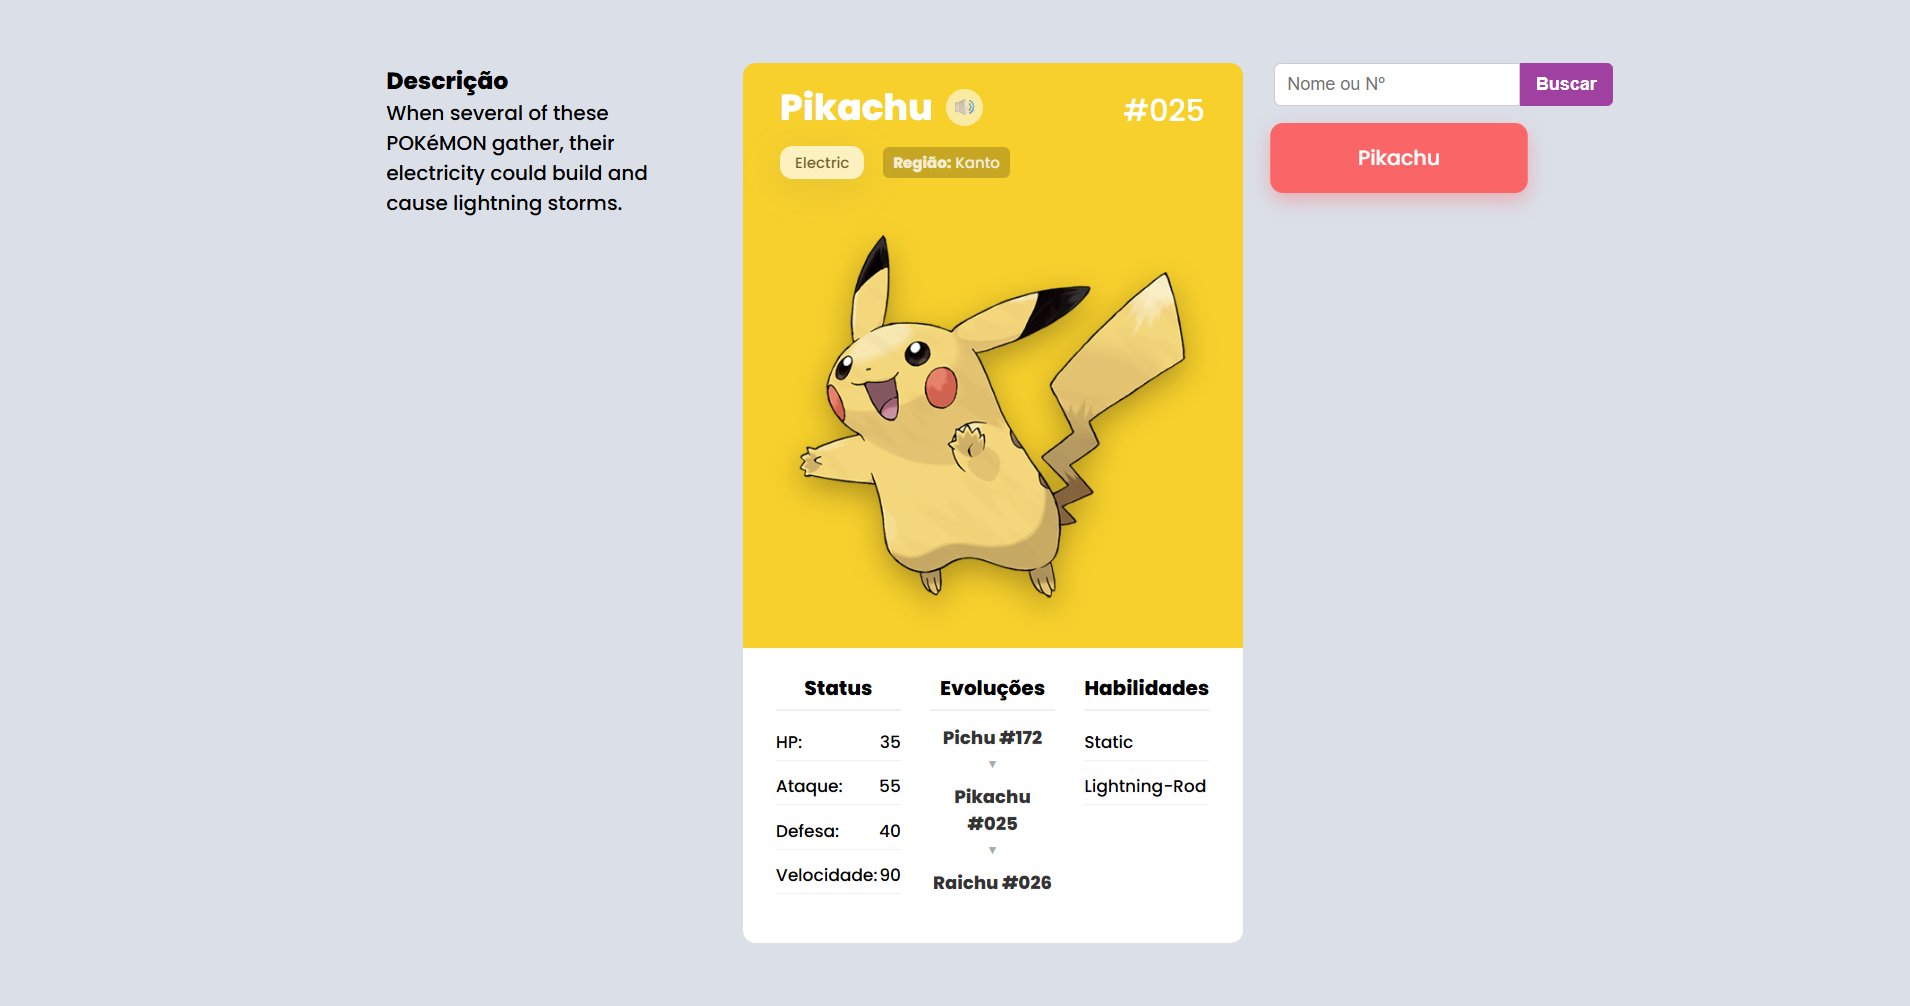 Descrição
When several of these
POKéMON gather, their
electricity could build and
cause lightning storms.
Pikachu
#025
Electric
Região: Kanto
Nome ou Nº
Buscar
Pikachu
Status
HP: 35
Ataque: 55
Defesa: 40
Velocidade: 90
Evoluções
Pichu #172
▼
Pikachu
#025
▼
Raichu #026
Habilidades
Static
Lightning-Rod